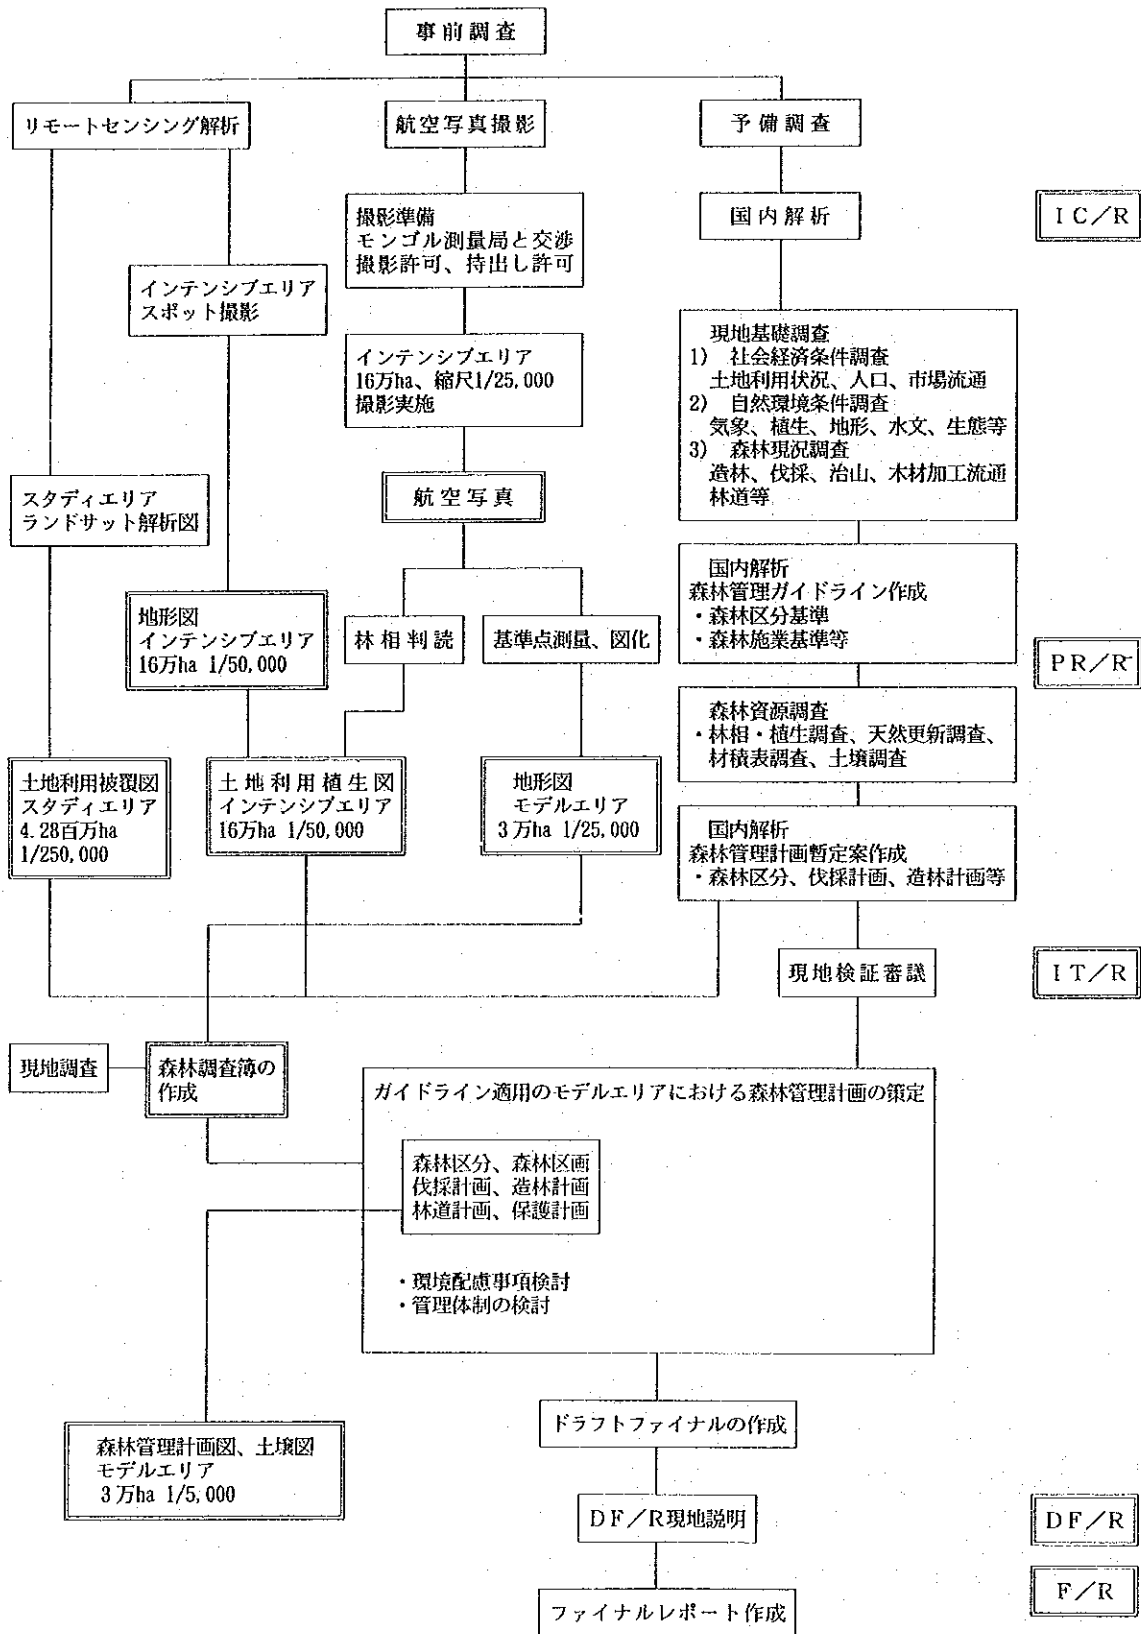 事前調査
リモートセンシング解析
航空写真撮影
予備調査
撮影準備
モンゴル測量局と交渉
撮影許可、持出し許可
国内解析
IC/R
インテンシブエリア
スポット撮影
インテンシブエリア
16万ha、縮尺1/25,000
撮影実施
現地基礎調査
1) 社会経済条件調査
土地利用状況、人口、市場流通
2) 自然環境条件調査
気象、植生、地形、水文、生態等
3) 森林現況調査
造林、伐採、治山、木材加工流通
林道等
スタディエリア
ランドサット解析図
航空写真
国内解析
森林管理ガイドライン作成
・森林区分基準
・森林施業基準等
地形図
インテンシブエリア
16万ha 1/50,000
林相判読
基準点測量、図化
PR/R
森林資源調査
・林相・植生調査、天然更新調査、
材積表調査、土壌調査
土地利用被覆図
スタディエリア
4.28百万ha
1/250,000
土地利用植生図
インテンシブエリア
16万ha 1/50,000
地形図
モデルエリア
3万ha 1/25,000
国内解析
森林管理計画暫定案作成
・森林区分、伐採計画、造林計画等
現地検証審議
IT/R
現地調査
森林調査簿の
作成
ガイドライン適用のモデルエリアにおける森林管理計画の策定
森林区分、森林区画
伐採計画、造林計画
林道計画、保護計画
・環境配慮事項検討
・管理体制の検討
ドラフトファイナルの作成
森林管理計画図、土壌図
モデルエリア
3万ha 1/5,000
DF/R現地説明
DF/R
ファイナルレポート作成
F/R